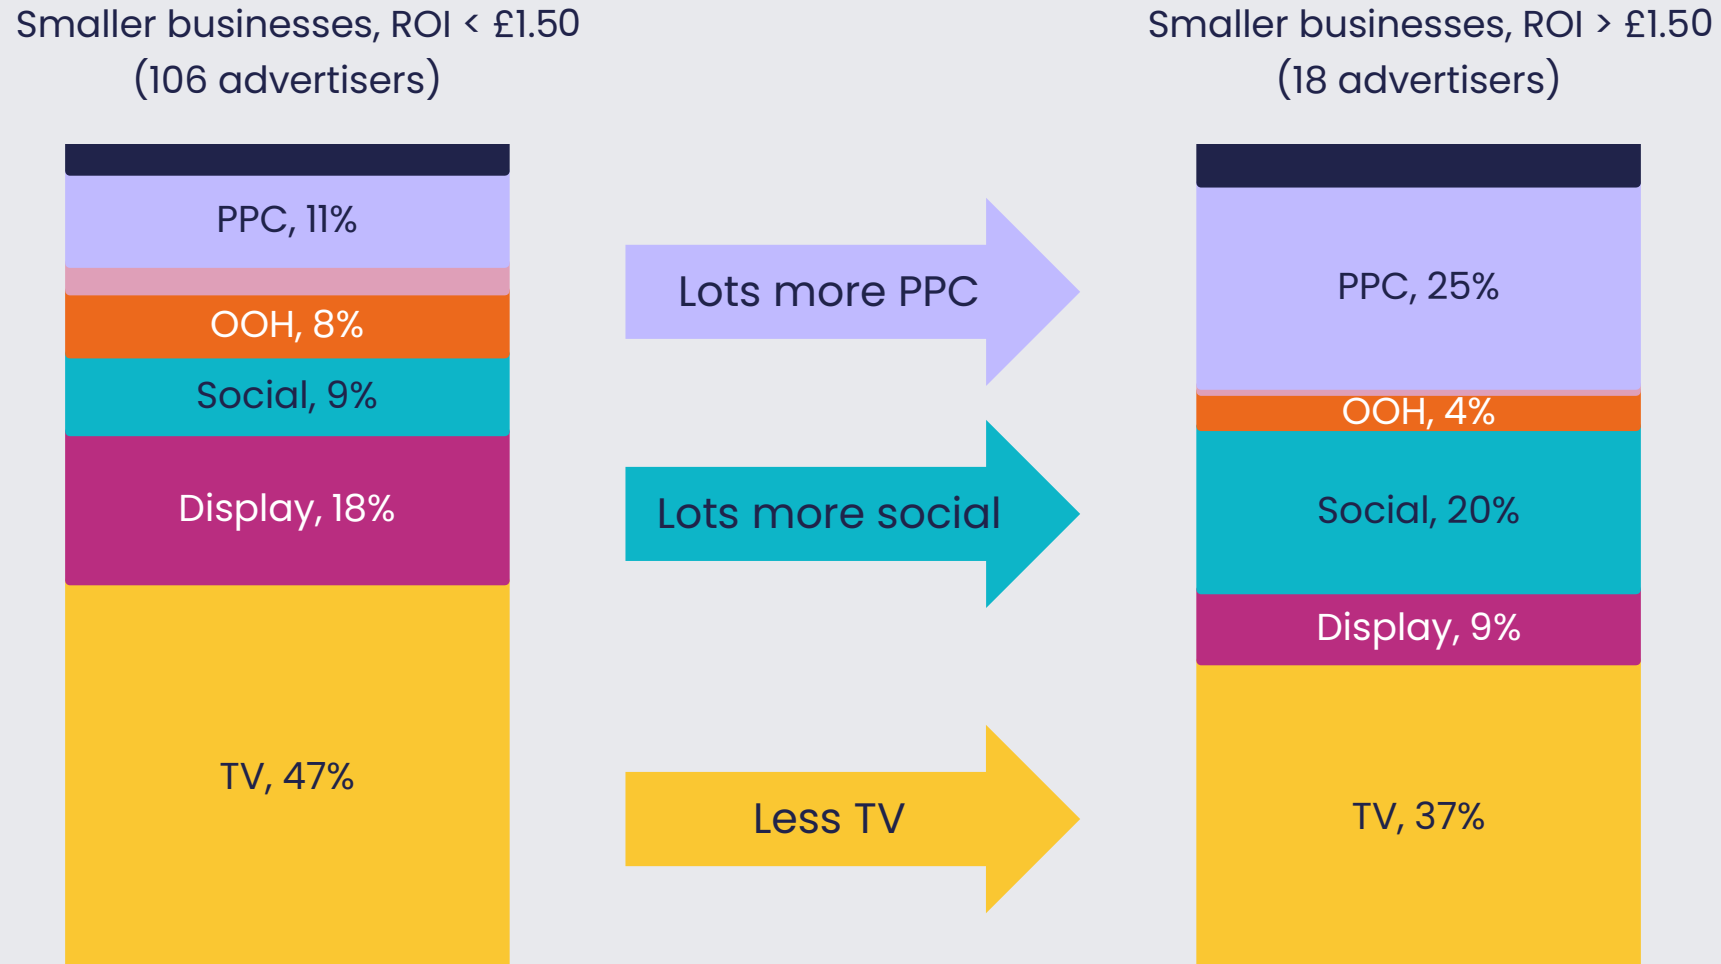 Smaller businesses, ROI < £1.50
(106 advertisers)
PPC, 11%
OOH, 8%
Social, 9%
Display, 18%
TV, 47%
Lots more PPC
Lots more social
Less TV
Smaller businesses, ROI > £1.50
(18 advertisers)
PPC, 25%
OOH, 4%
Social, 20%
Display, 9%
TV, 37%